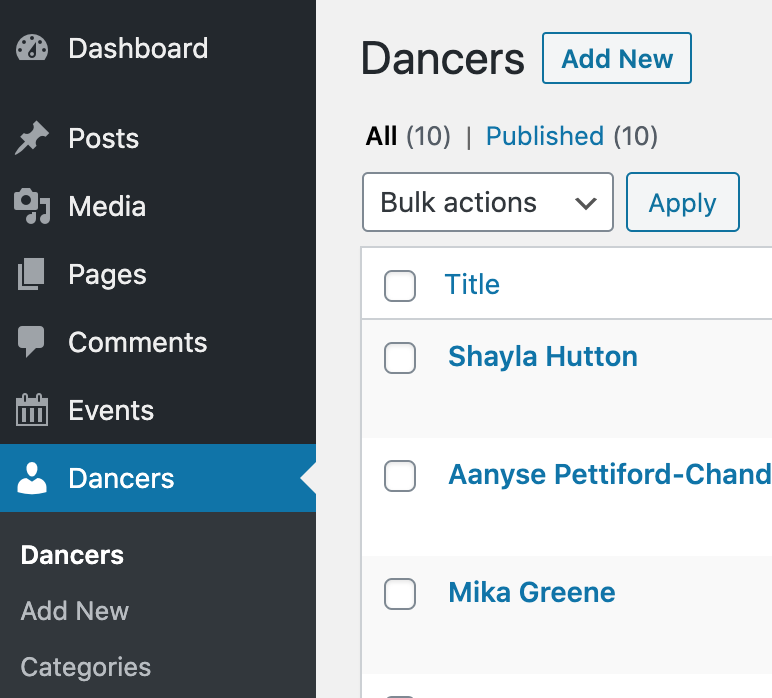 Dashboard
Posts
Media
Pages
Comments
Events
Dancers
Dancers
Add New
Categories
Dancers Add New
All (10) | Published (10)
Bulk actions Apply
Title
Shayla Hutton
Aanyse Pettiford-Chand
Mika Greene